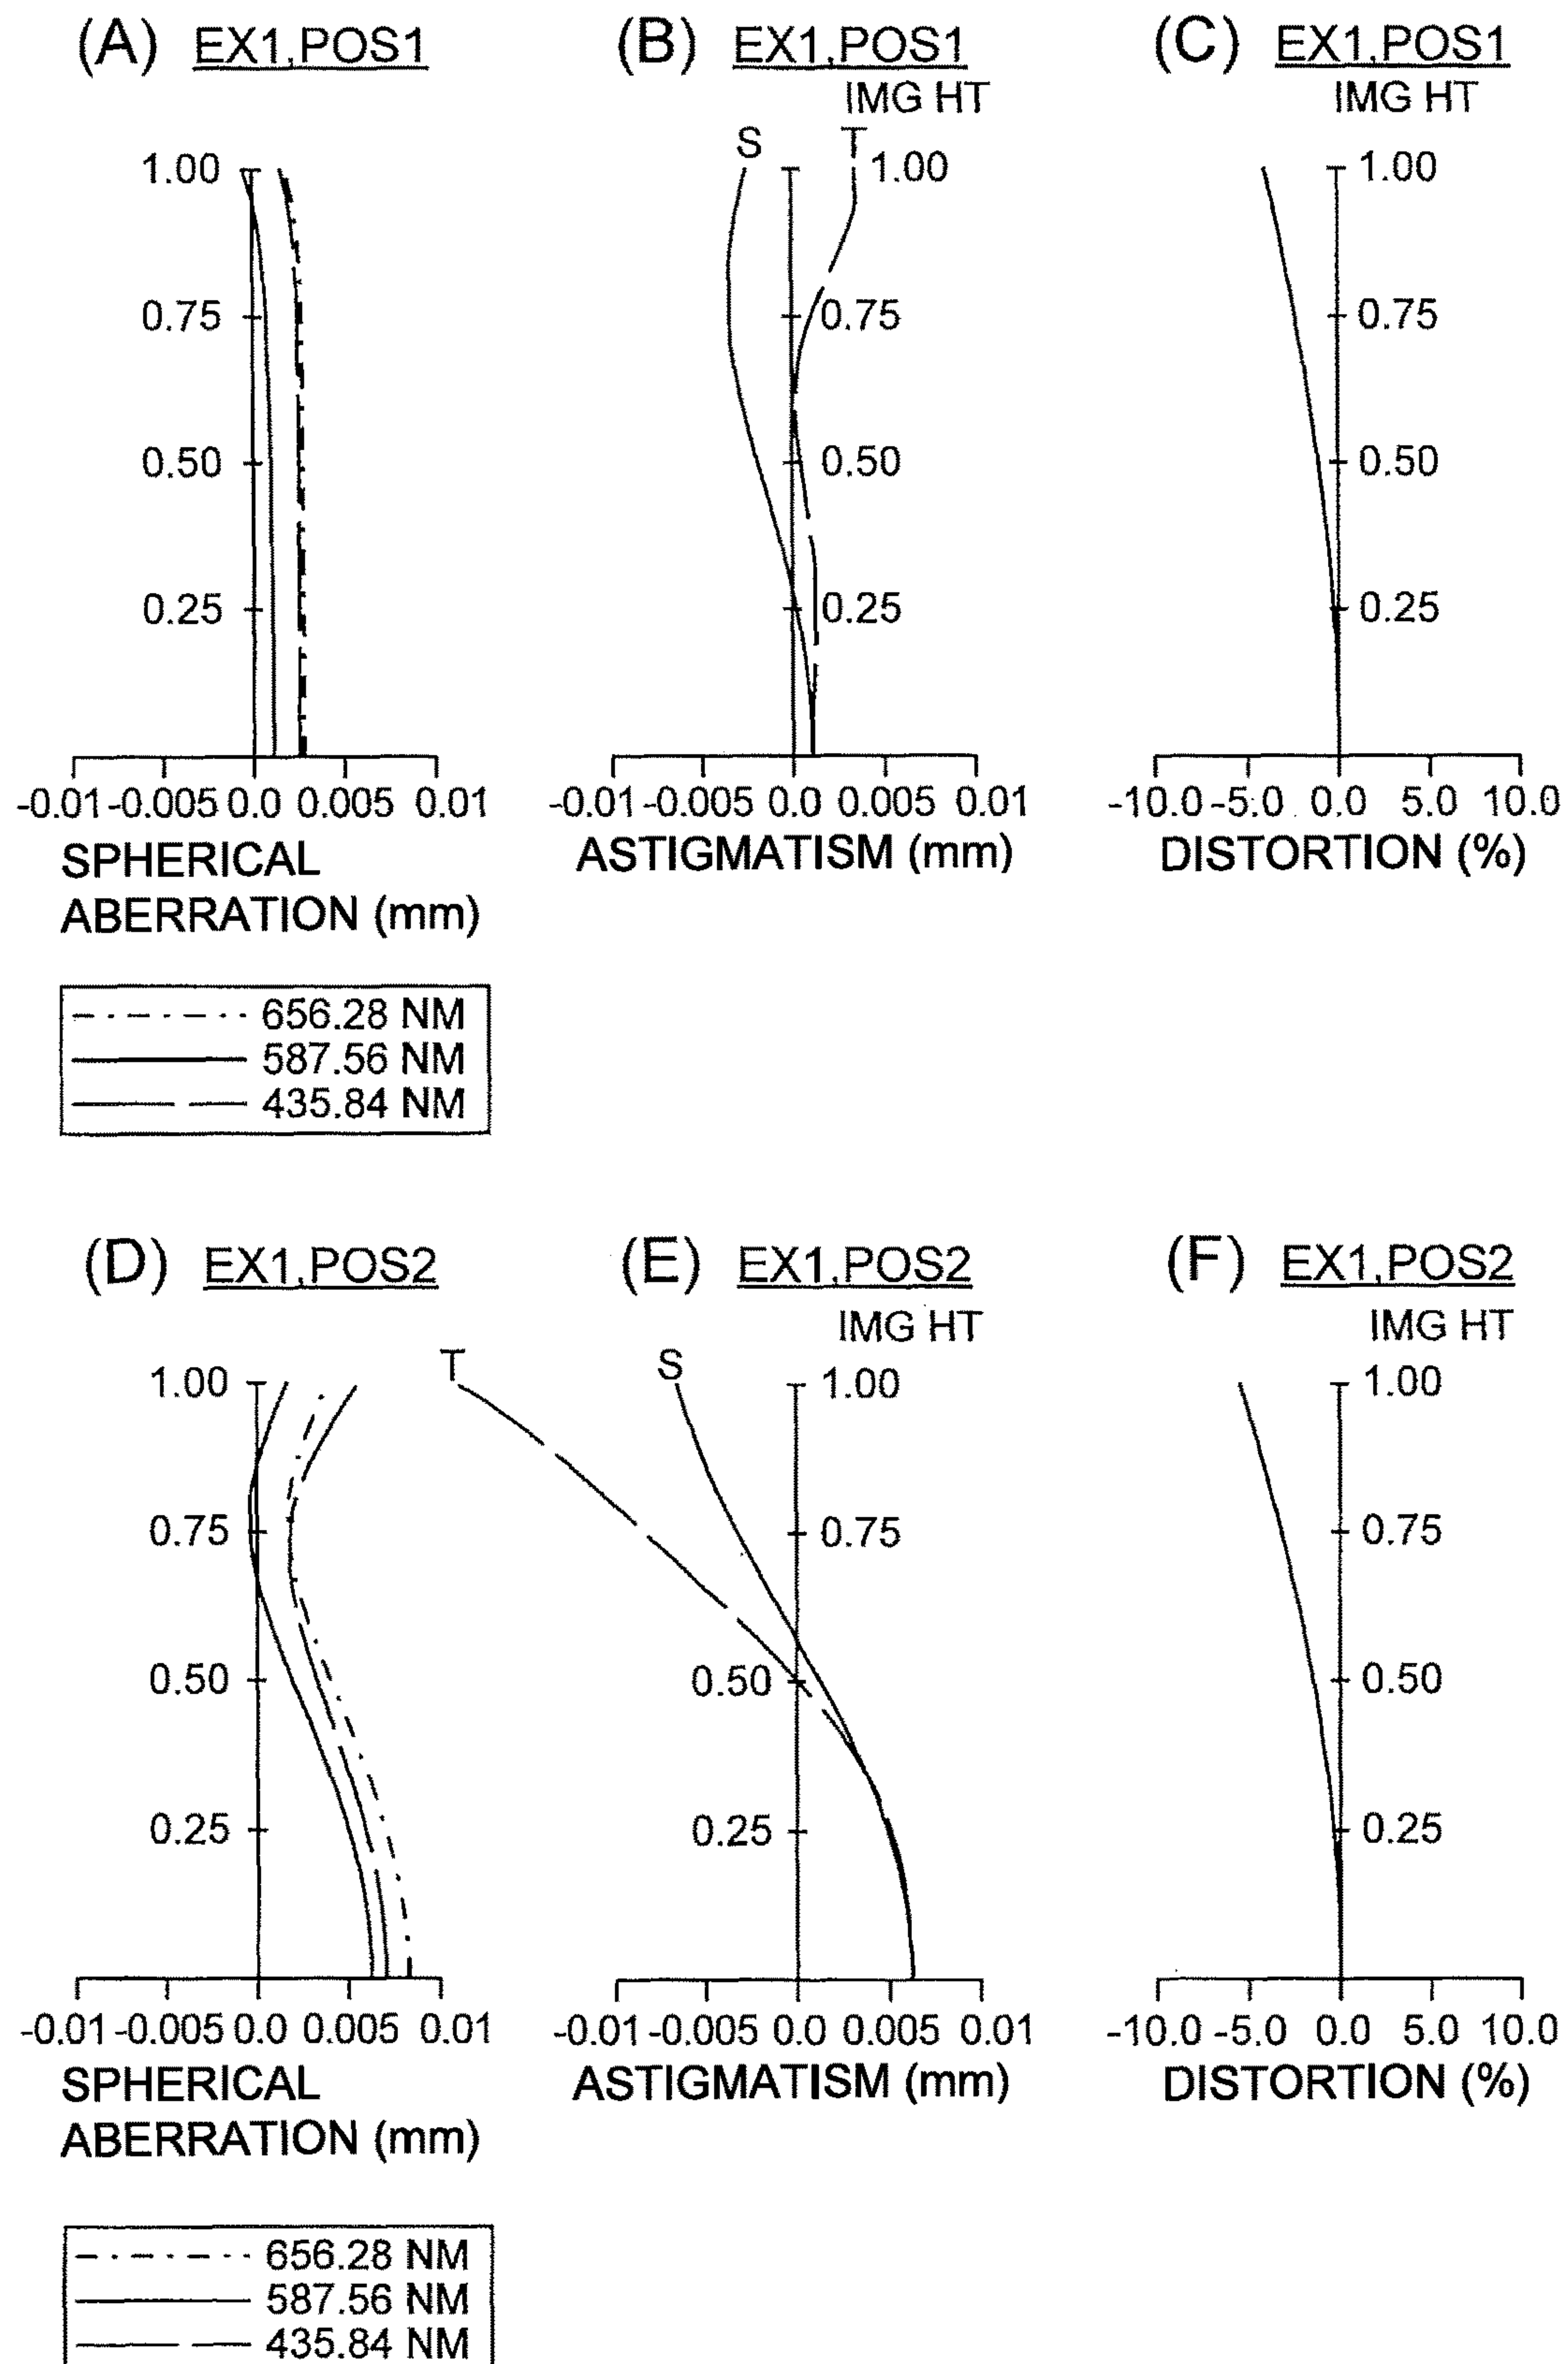 (A) EX1,POS1
1.00
0.75
0.50
0.25
-0.01 -0.005 0.0 0.005 0.01
SPHERICAL
ABERRATION (mm)
656.28 NM
587.56 NM
435.84 NM
(B) EX1,POS1
IMG HT
S T
1.00
0.75
0.50
0.25
-0.01 -0.005 0.0 0.005 0.01
ASTIGMATISM (mm)
(C) EX1,POS1
IMG HT
1.00
0.75
0.50
0.25
-10.0 -5.0 0.0 5.0 10.0
DISTORTION (%)
(D) EX1,POS2
1.00
0.75
0.50
0.25
-0.01 -0.005 0.0 0.005 0.01
SPHERICAL
ABERRATION (mm)
656.28 NM
587.56 NM
435.84 NM
(E) EX1,POS2
IMG HT
T S
1.00
0.75
0.50
0.25
-0.01 -0.005 0.0 0.005 0.01
ASTIGMATISM (mm)
(F) EX1,POS2
IMG HT
1.00
0.75
0.50
0.25
-10.0 -5.0 0.0 5.0 10.0
DISTORTION (%)